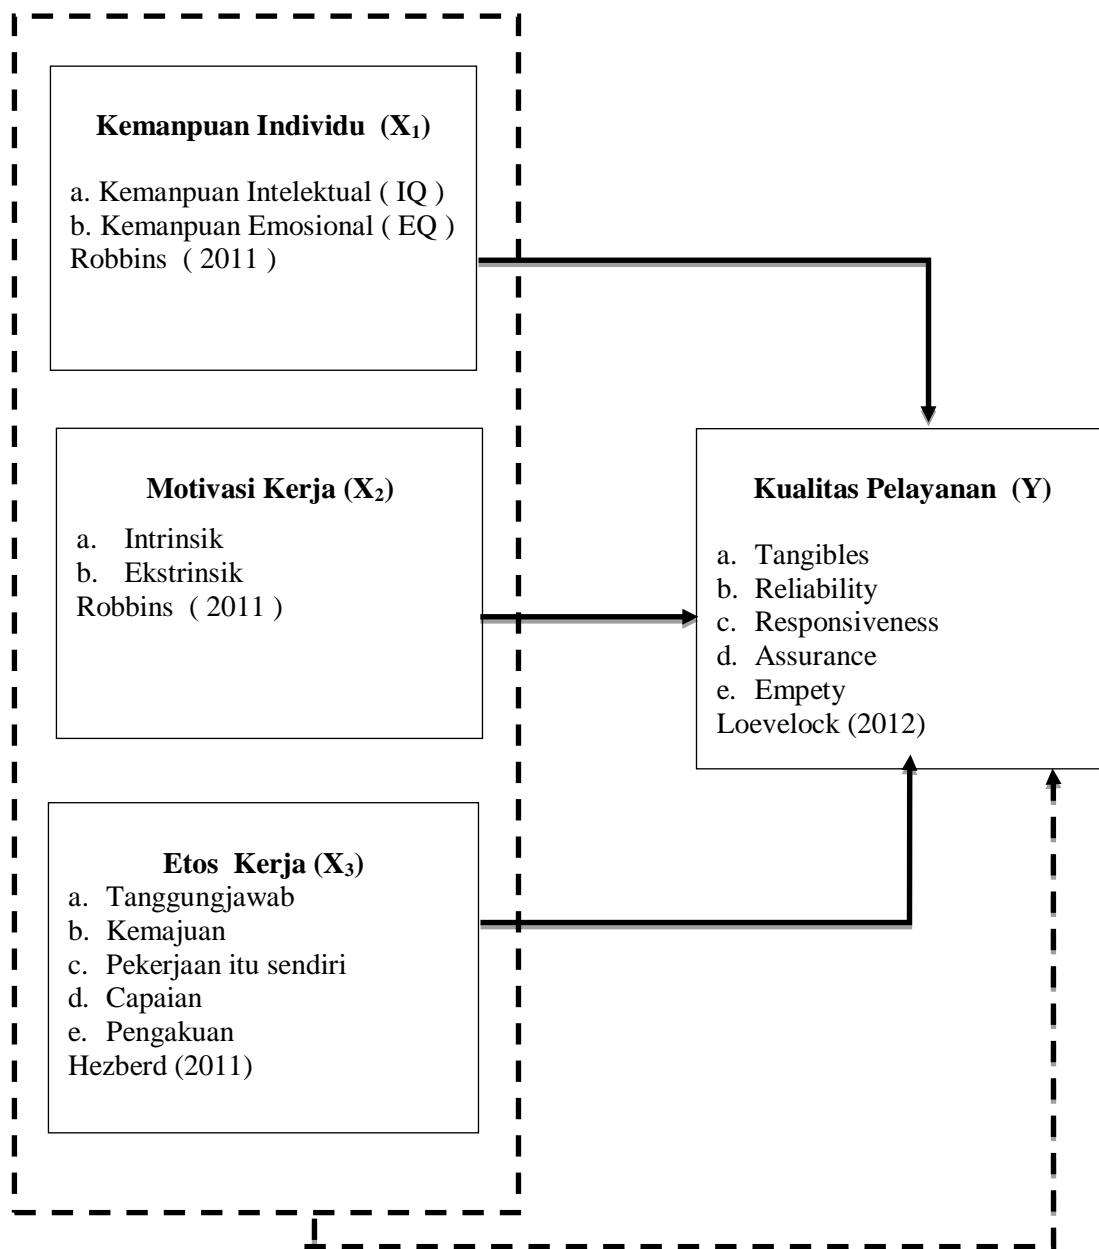 Kemanpuan Individu (X₁)
a. Kemanpuan Intelektual ( IQ )
b. Kemanpuan Emosional ( EQ )
Robbins ( 2011 )
Motivasi Kerja (X₂)
a. Intrinsik
b. Ekstrinsik
Robbins ( 2011 )
Kualitas Pelayanan (Y)
a. Tangibles
b. Reliability
c. Responsiveness
d. Assurance
e. Empety
Loevelock (2012)
Etos Kerja (X₃)
a. Tanggungjawab
b. Kemajuan
c. Pekerjaan itu sendiri
d. Capaian
e. Pengakuan
Hezberd (2011)